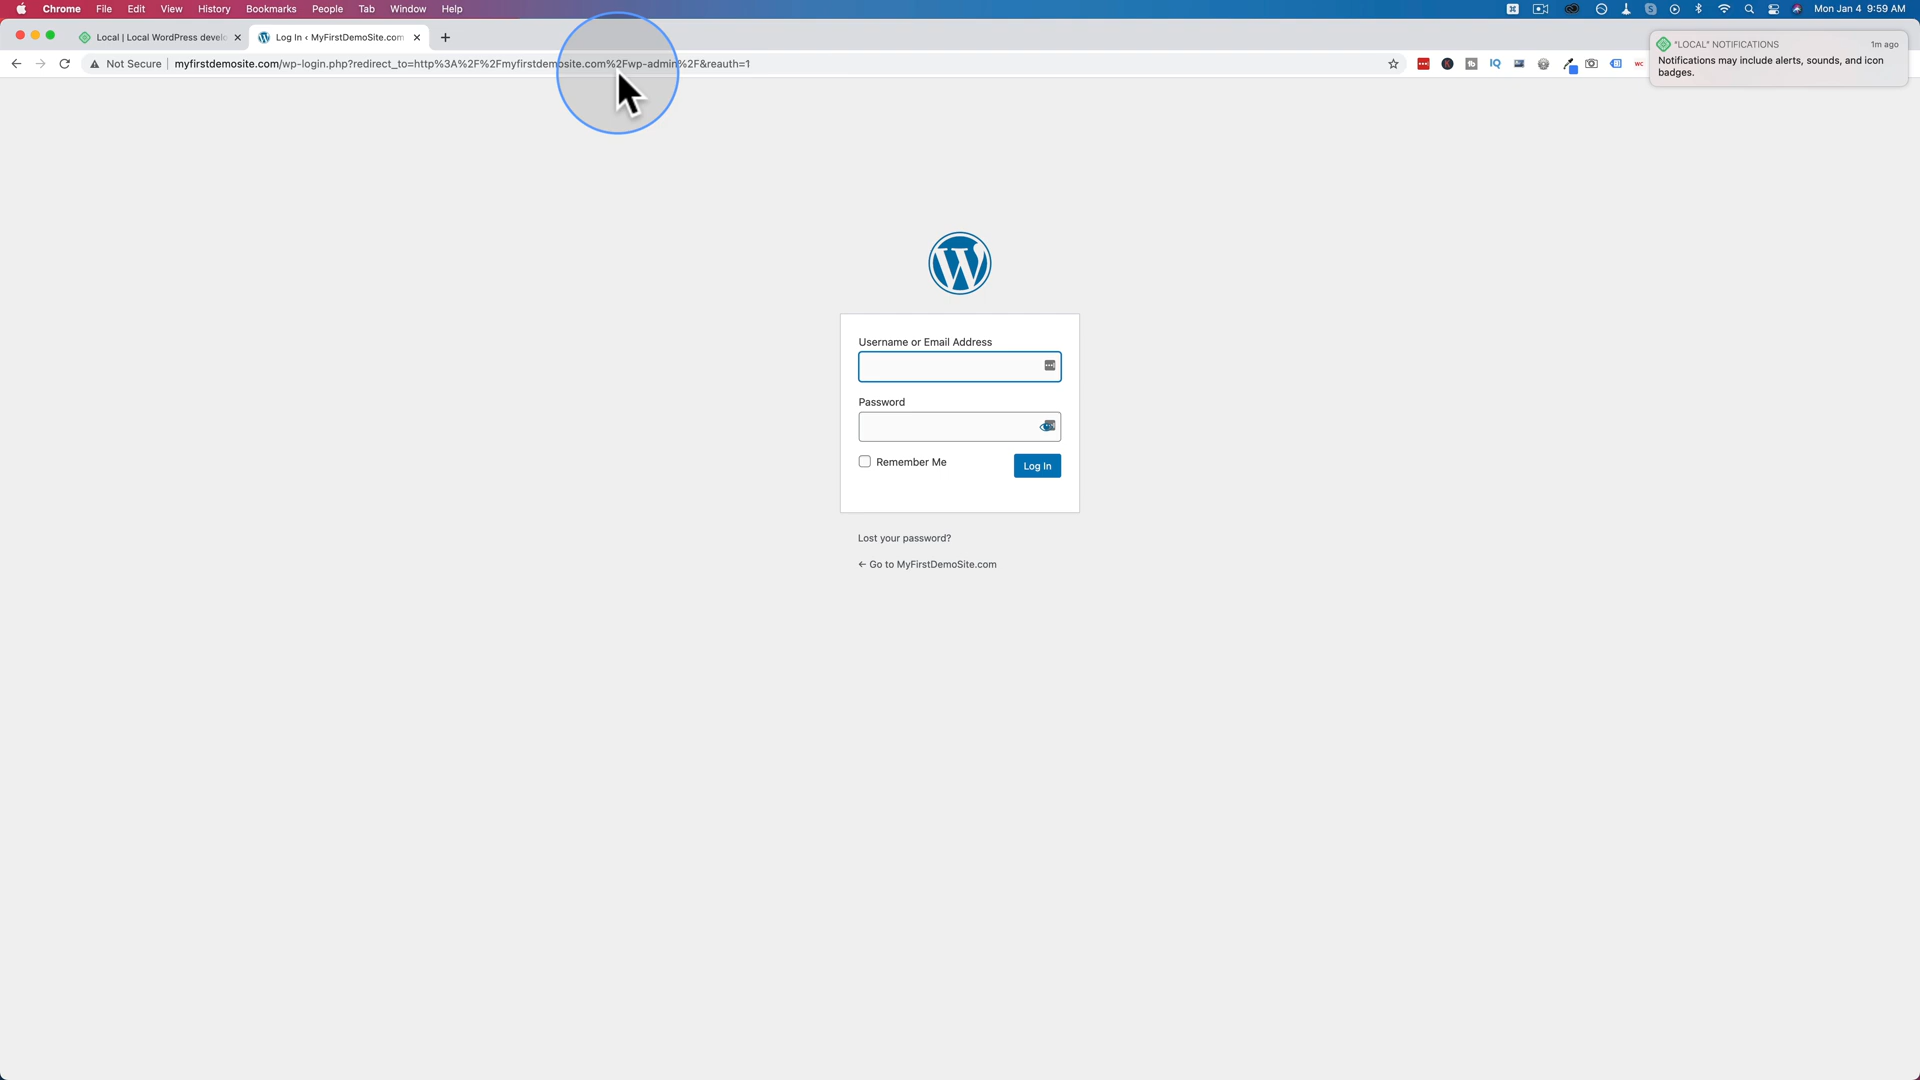 Chrome File Edit View History Bookmarks People Tab Window Help
Mon Jan 4 9:59 AM
Local | Local WordPress develo
Log In ‹ MyFirstDemoSite.com
Not Secure
myfirstdemosite.com/wp-login.php?redirect_to=http%3A%2F%2Fmyfirstdemosite.com%2Fwp-admin%2F&reauth=1
IQ
wc
"LOCAL" NOTIFICATIONS
1m ago
Notifications may include alerts, sounds, and icon
badges.
Username or Email Address
Password
Remember Me
Log In
Lost your password?
← Go to MyFirstDemoSite.com